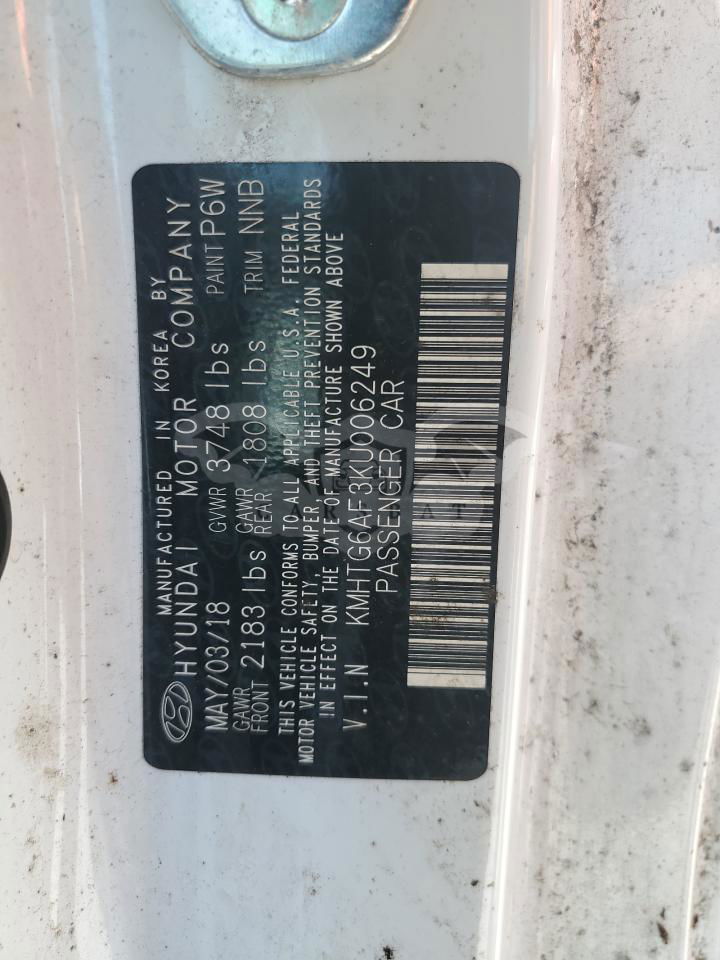 MANUFACTURED IN KOREA BY
HYUNDAI MOTOR COMPANY
MAY/03/18 GVWR 3748 lbs PAINT P6W
GAWR FRONT 2183 lbs GAWR REAR 1808 lbs TRIM NNB
THIS VEHICLE CONFORMS TO ALL APPLICABLE U.S.A. FEDERAL
MOTOR VEHICLE SAFETY, BUMPER AND THEFT PREVENTION STANDARDS
IN EFFECT ON THE DATE OF MANUFACTURE SHOWN ABOVE
V.I.N KMHTG6AF3KU006249
PASSENGER CAR